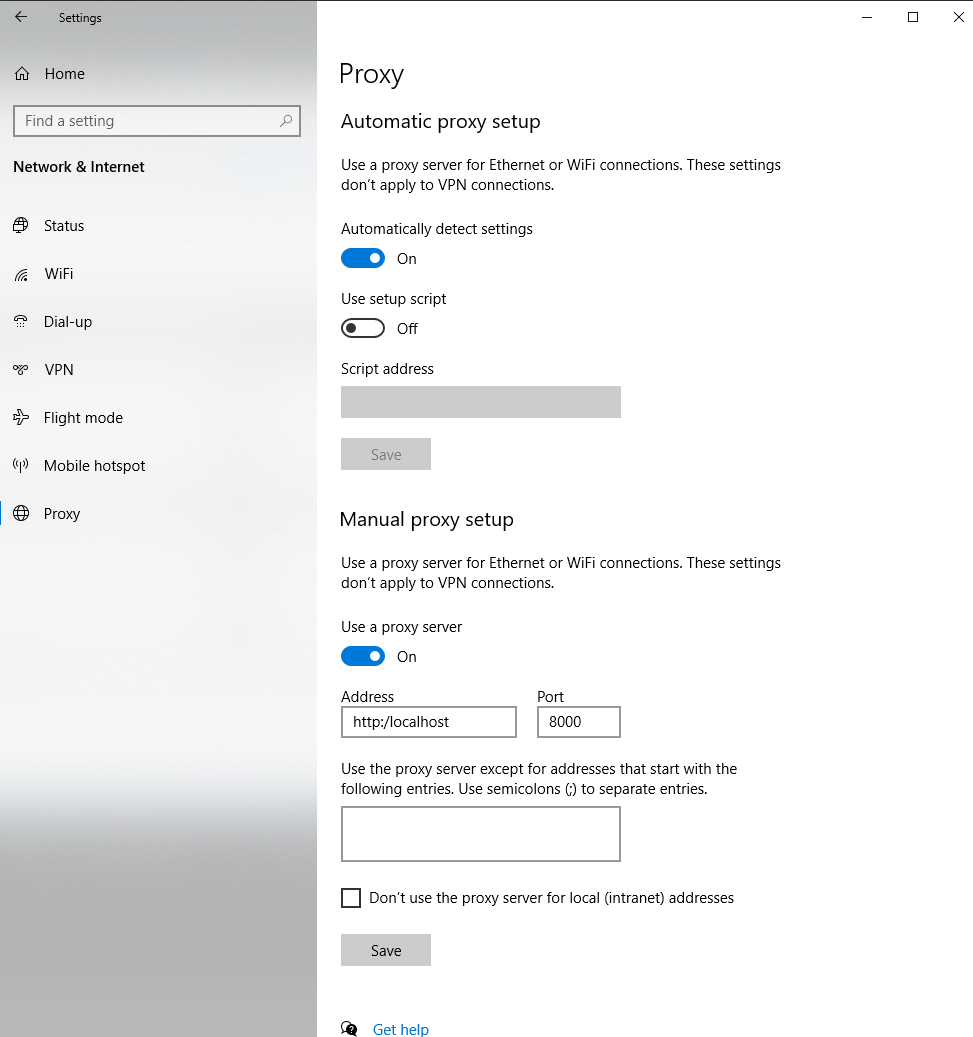 Settings
Home
Find a setting
Network & Internet
Status
WiFi
Dial-up
VPN
Flight mode
Mobile hotspot
Proxy
Proxy
Automatic proxy setup
Use a proxy server for Ethernet or WiFi connections. These settings
don't apply to VPN connections.
Automatically detect settings
On
Use setup script
Off
Script address
Save
Manual proxy setup
Use a proxy server for Ethernet or WiFi connections. These settings
don't apply to VPN connections.
Use a proxy server
On
Address Port
http:/localhost 8000
Use the proxy server except for addresses that start with the
following entries. Use semicolons (;) to separate entries.
Don't use the proxy server for local (intranet) addresses
Save
Get help